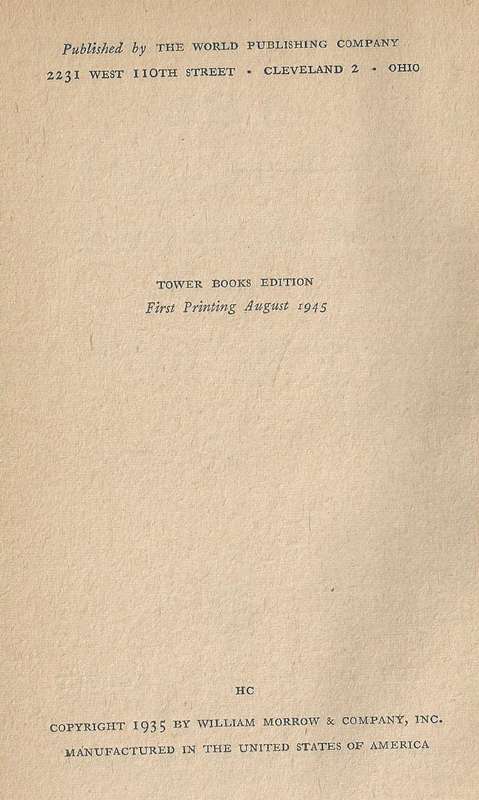 Published by THE WORLD PUBLISHING COMPANY
2231 WEST 110TH STREET · CLEVELAND 2 · OHIO
TOWER BOOKS EDITION
First Printing August 1945
HC
COPYRIGHT 1935 BY WILLIAM MORROW & COMPANY, INC.
MANUFACTURED IN THE UNITED STATES OF AMERICA